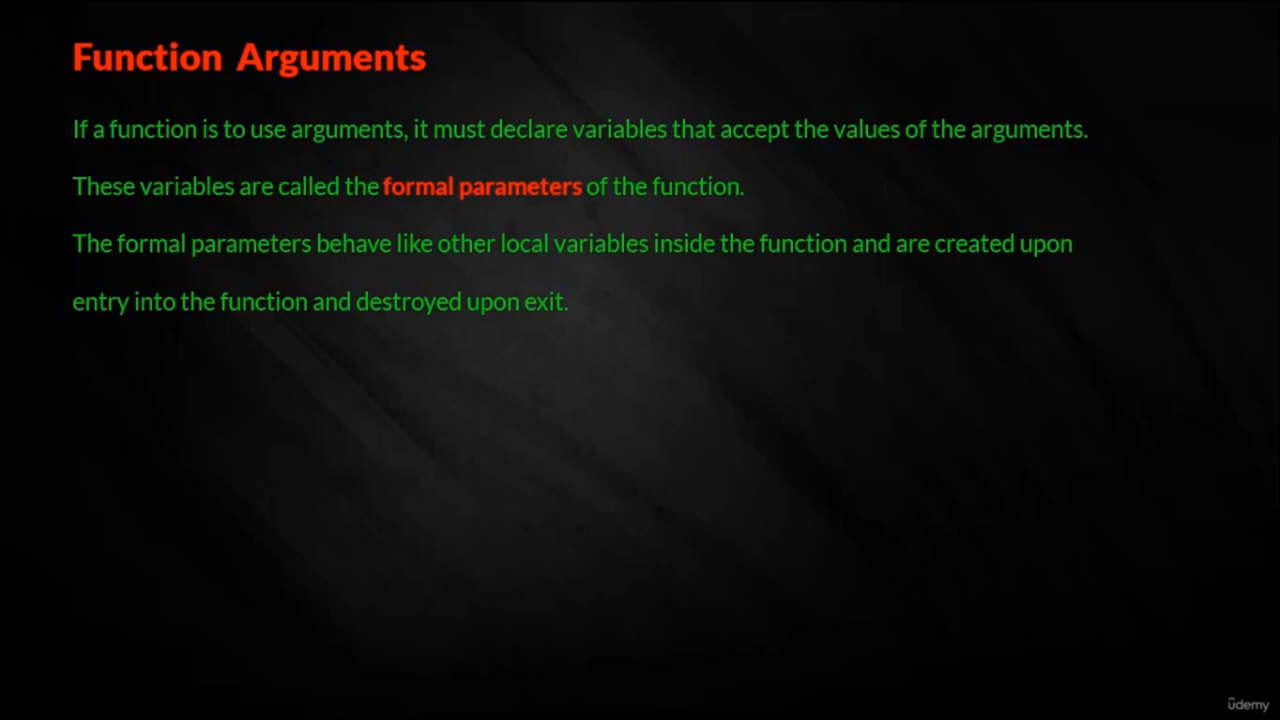 Function Arguments
If a function is to use arguments, it must declare variables that accept the values of the arguments.
These variables are called the formal parameters of the function.
The formal parameters behave like other local variables inside the function and are created upon
entry into the function and destroyed upon exit.
ûdemy